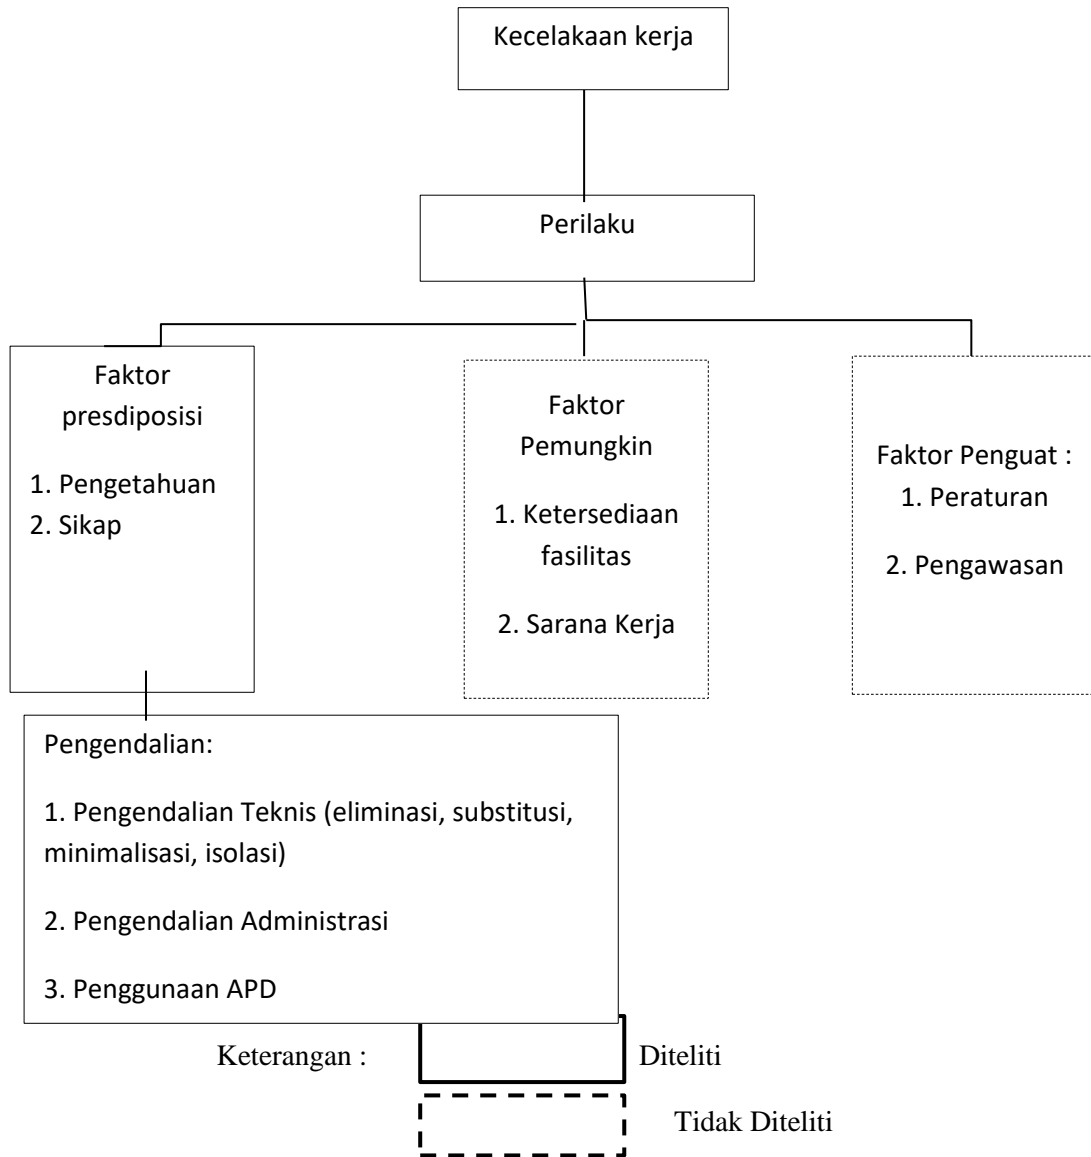 Kecelakaan kerja
Perilaku
Faktor
presdiposisi
1. Pengetahuan
2. Sikap
Faktor
Pemungkin
1. Ketersediaan
fasilitas
2. Sarana Kerja
Faktor Penguat :
1. Peraturan
2. Pengawasan
Pengendalian:
1. Pengendalian Teknis (eliminasi, substitusi,
minimalisasi, isolasi)
2. Pengendalian Administrasi
3. Penggunaan APD
Keterangan :
Diteliti
Tidak Diteliti